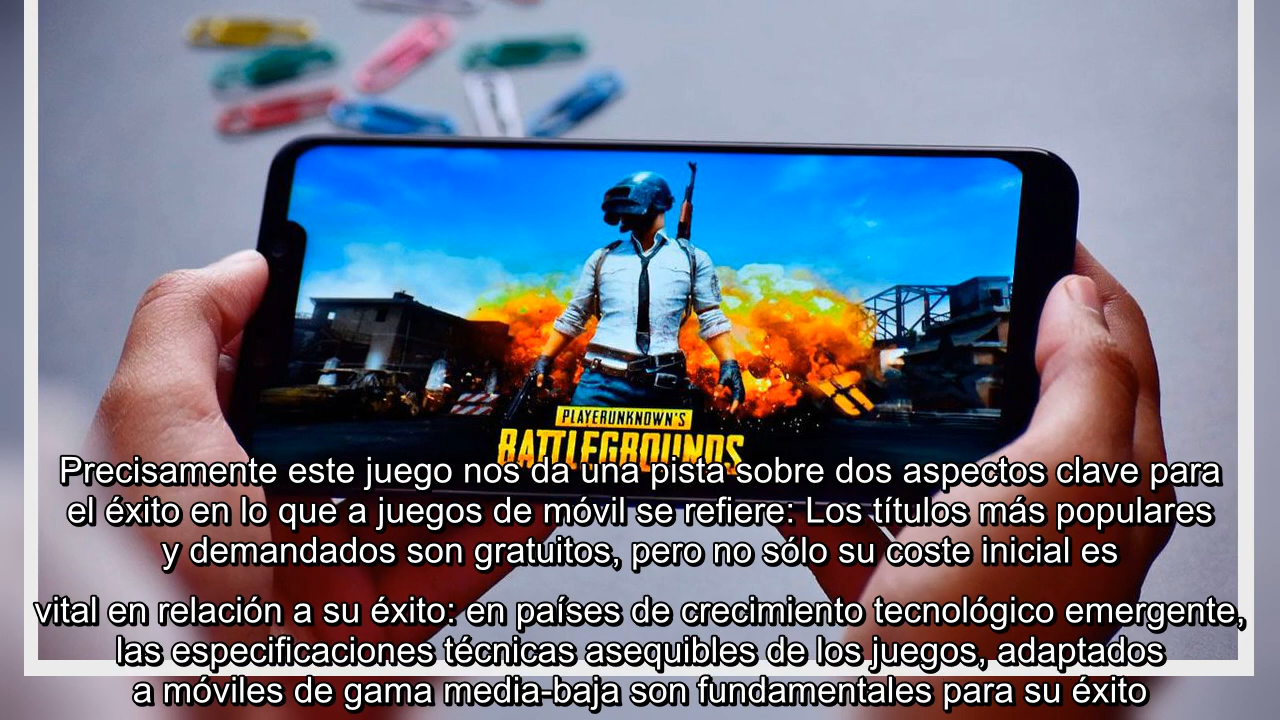 PLAYERUNKNOWN'S
BATTLEGROUNDS
Precisamente este juego nos da una pista sobre dos aspectos clave para
el éxito en lo que a juegos de móvil se refiere: Los títulos más populares
y demandados son gratuitos, pero no sólo su coste inicial es
vital en relación a su éxito: en países de crecimiento tecnológico emergente,
las especificaciones técnicas asequibles de los juegos, adaptados
a móviles de gama media-baja son fundamentales para su éxito